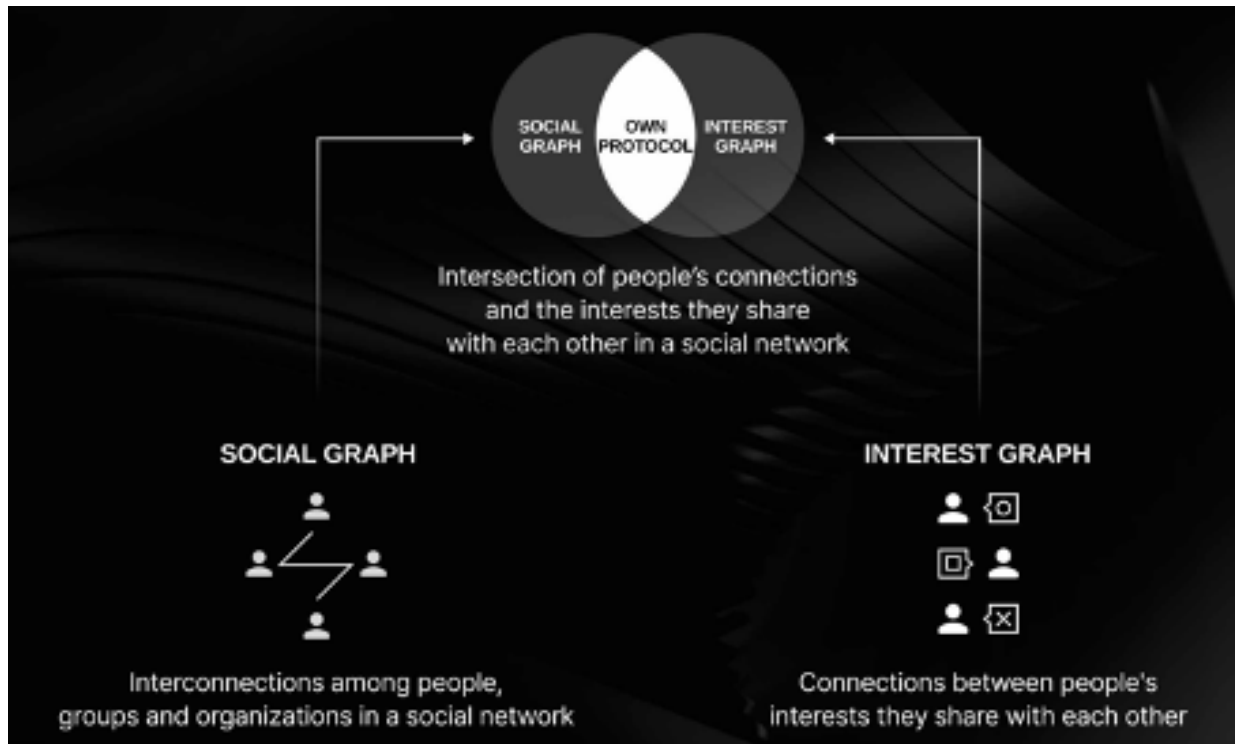 SOCIAL
GRAPH
OWN
PROTOCOL
INTEREST
GRAPH
Intersection of people's connections
and the interests they share
with each other in a social network
SOCIAL GRAPH
Interconnections among people,
groups and organizations in a social network
INTEREST GRAPH
Connections between people's
interests they share with each other